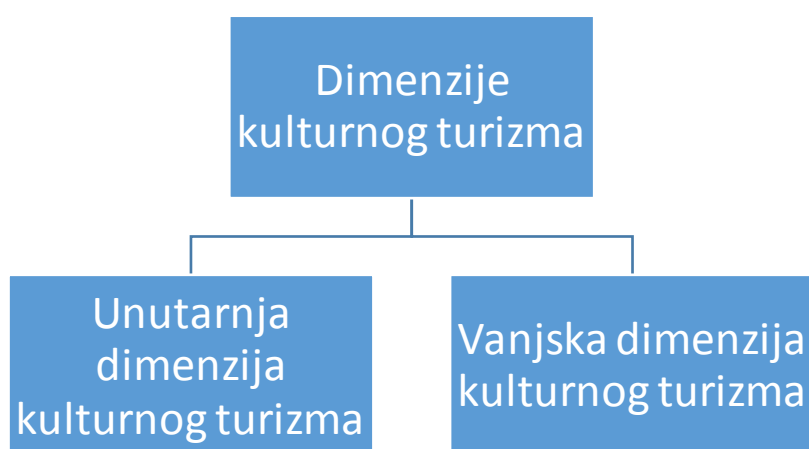 Dimenzije
kulturnog turizma
Unutarnja
dimenzija
kulturnog turizma
Vanjska dimenzija
kulturnog turizma